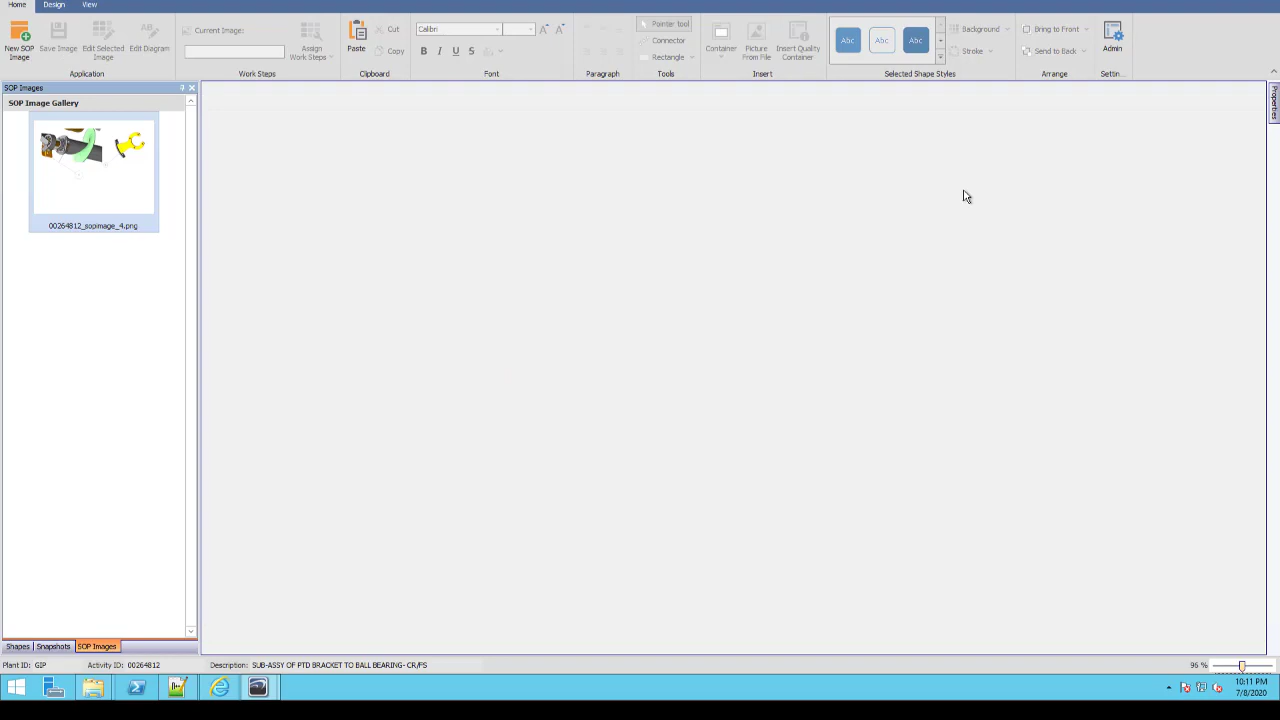 Home Design View
New SOP Image
Save Image
Edit Selected Image
Edit Diagram
Application
Current Image:
Assign Work Steps
Work Steps
Paste
Cut
Copy
Clipboard
Calibri
B I U S
Font
Paragraph
Pointer tool
Connector
Rectangle
Tools
Container
Picture From File
Insert Quality Container
Insert
Abc Abc Abc
Background
Stroke
Selected Shape Styles
Bring to Front
Send to Back
Arrange
Admin
Settin...
SOP Images
SOP Image Gallery
00264812_sopimage_4.png
Properties
Shapes Snapshots SOP Images
Plant ID: GIP Activity ID: 00264812 Description: SUB-ASSY OF PTD BRACKET TO BALL BEARING- CR/FS
96 %
10:11 PM
7/8/2020